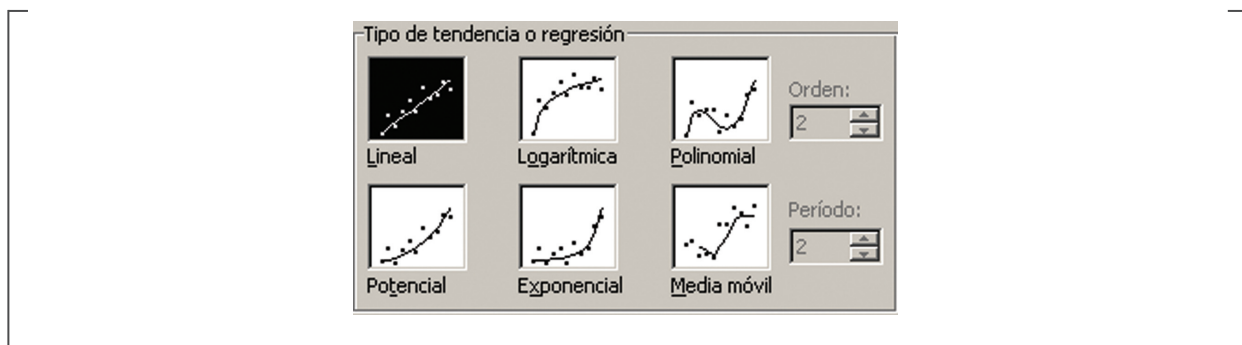 Tipo de tendencia o regresión
Lineal
Logarítmica
Polinomial
Orden:
2
Potencial
Exponencial
Media móvil
Período:
2